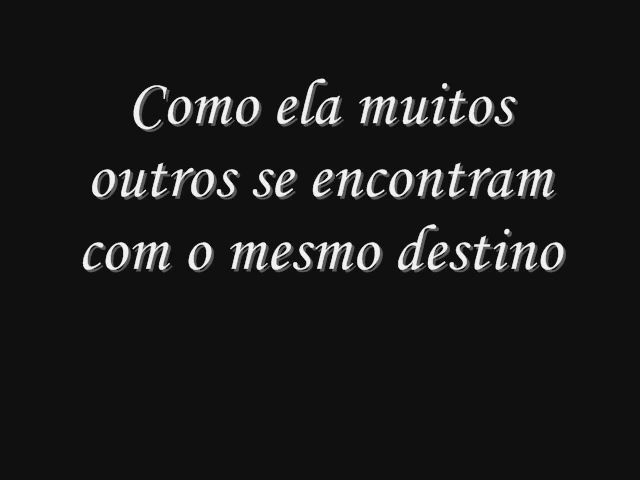 Como ela muitos
outros se encontram
com o mesmo destino